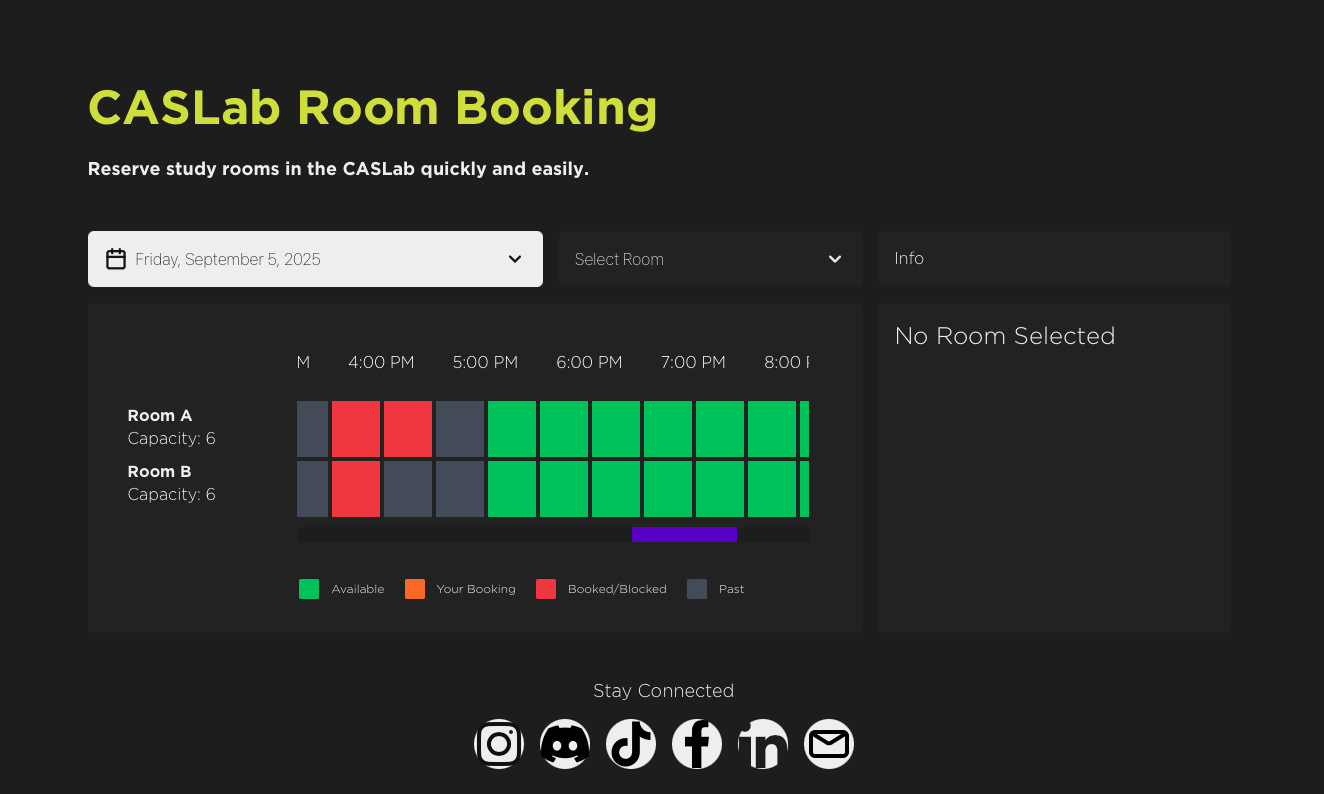 CASLab Room Booking
Reserve study rooms in the CASLab quickly and easily.
Friday, September 5, 2025
Select Room
Info
No Room Selected
M 4:00 PM 5:00 PM 6:00 PM 7:00 PM 8:00 P
Room A
Capacity: 6
Room B
Capacity: 6
Available Your Booking Booked/Blocked Past
Stay Connected